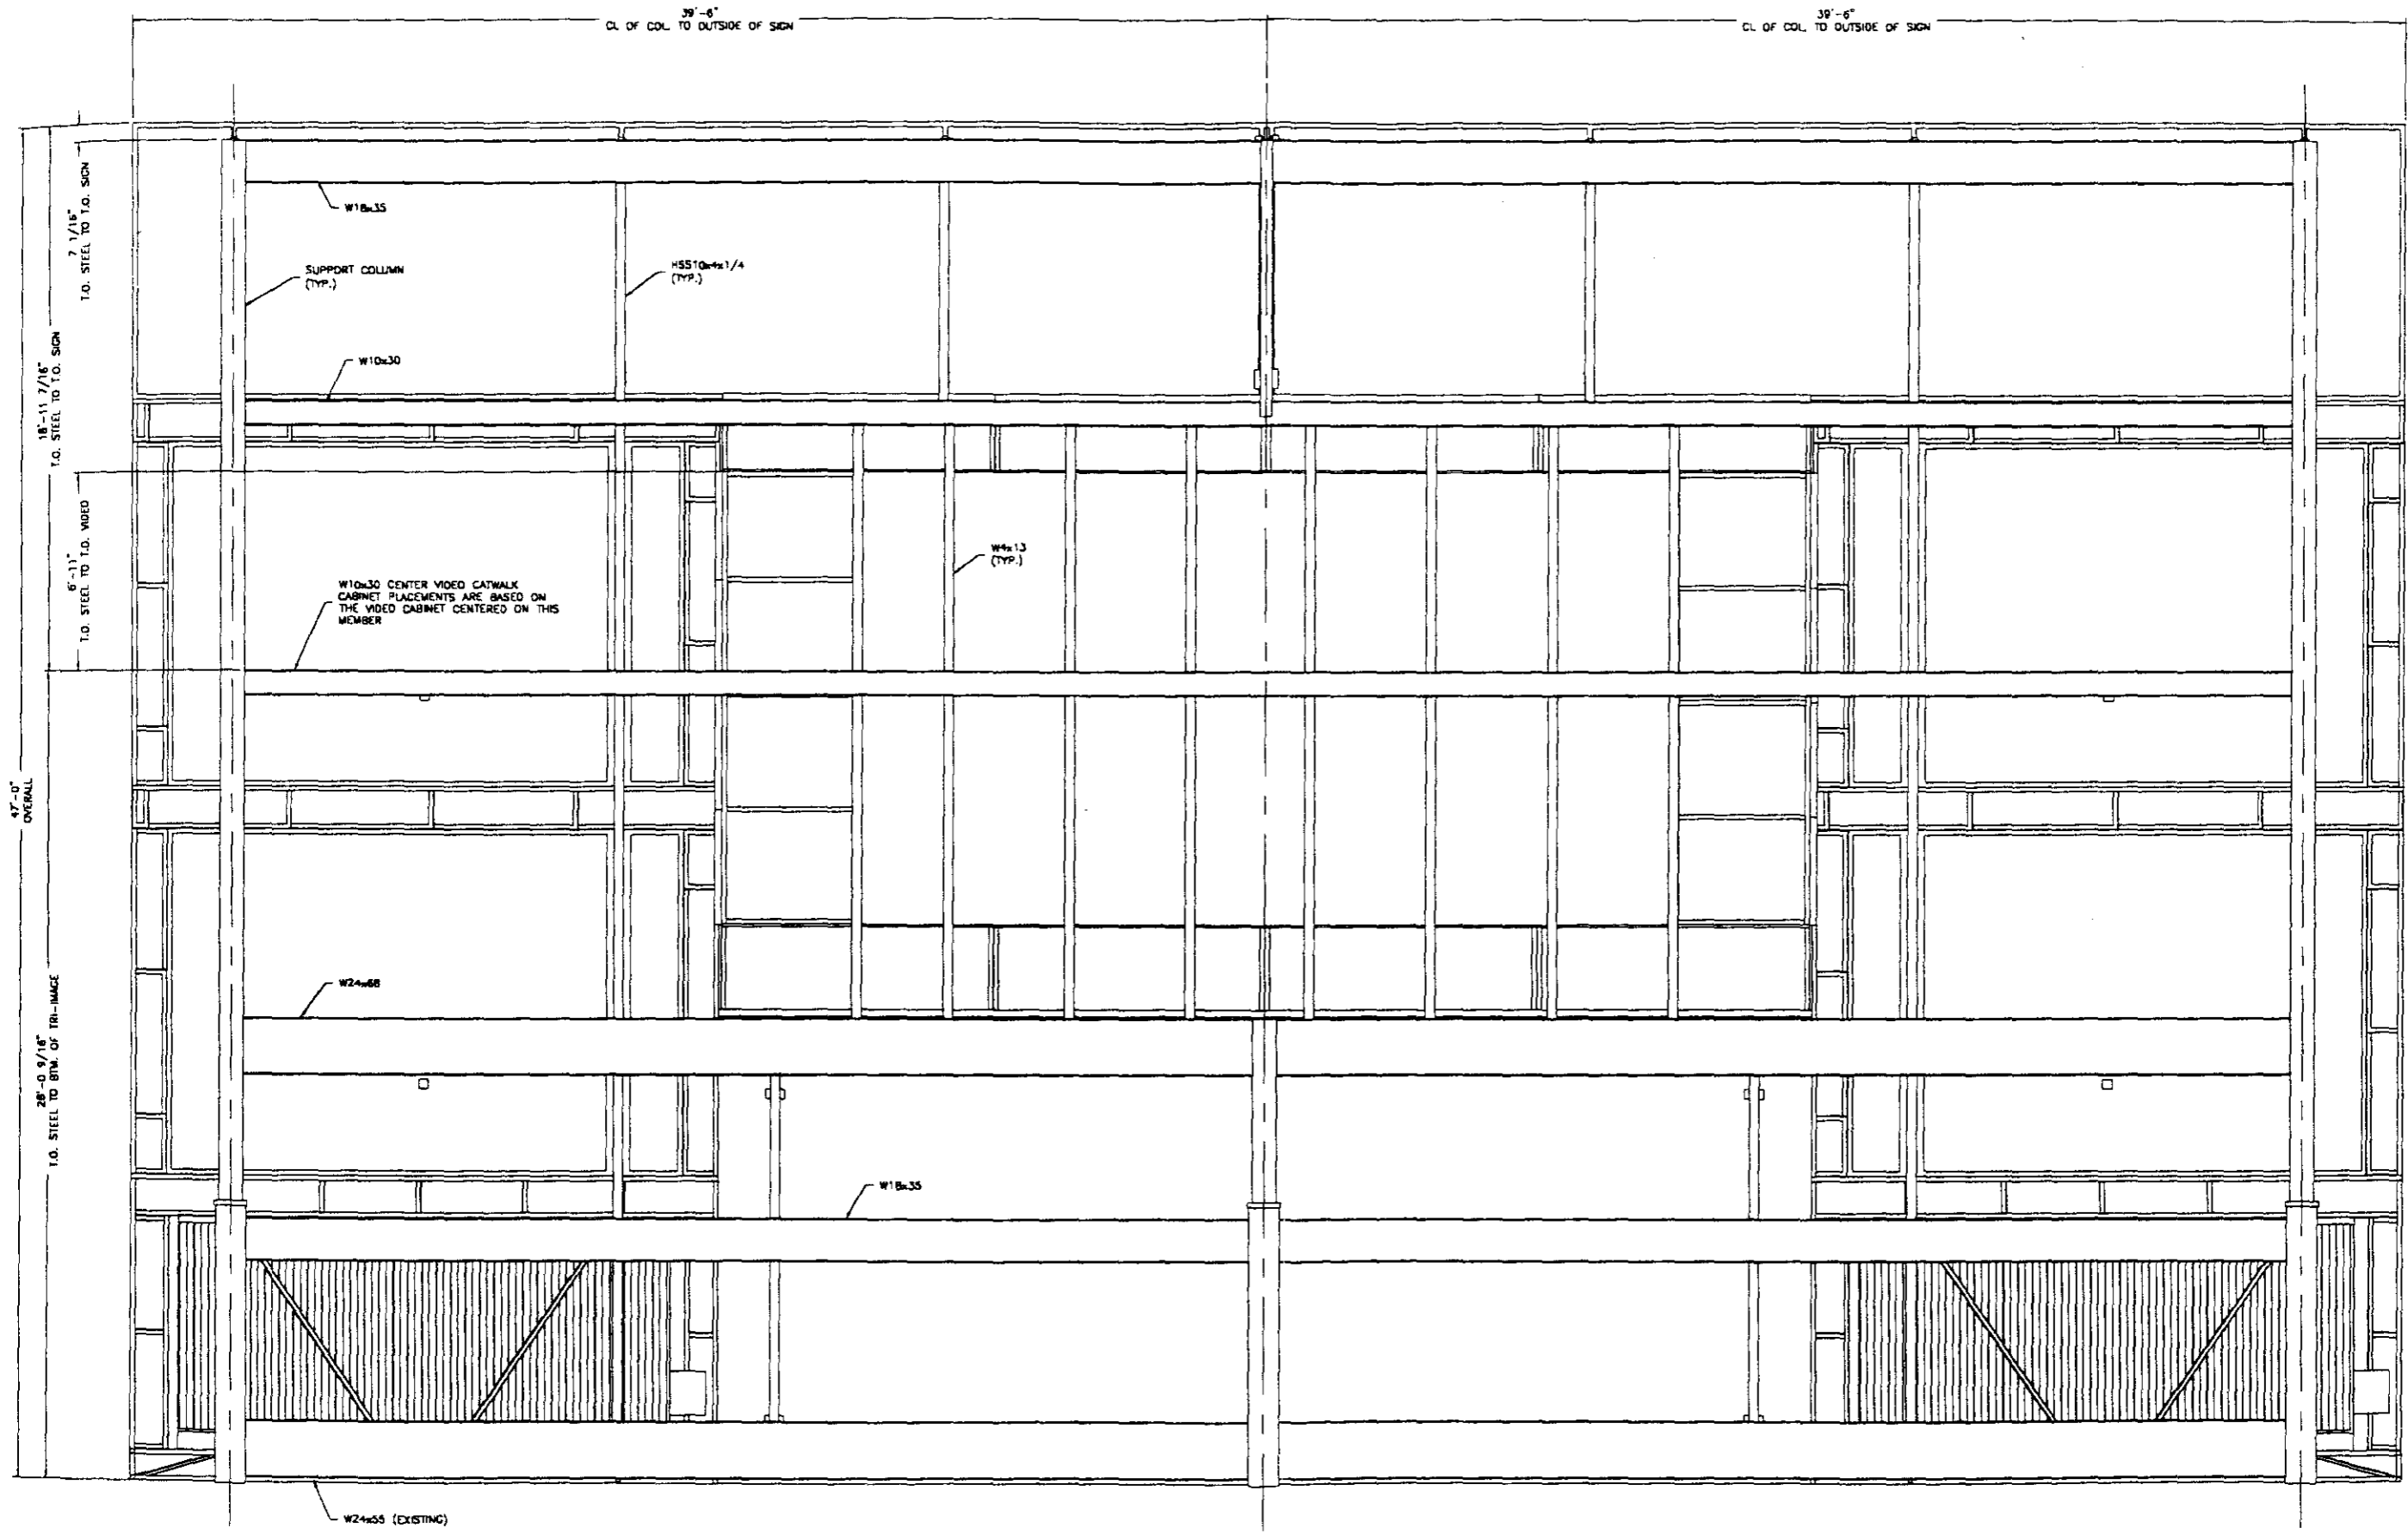 39'-6"
CL OF COL. TO OUTSIDE OF SIGN
39'-6"
CL OF COL. TO OUTSIDE OF SIGN
7 1/16"
T.O. STEEL TO T.O. SIGN
W18x35
SUPPORT COLUMN
(TYP.)
HSS10x4x1/4
(TYP.)
W10x30
18'-11 7/16"
T.O. STEEL TO T.O. SIGN
6'-11"
T.O. STEEL TO T.O. VIDEO
W4x13
(TYP.)
W10x30 CENTER VIDEO CATWALK
CABINET PLACEMENTS ARE BASED ON
THE VIDEO CABINET CENTERED ON THIS
MEMBER
47'-0"
OVERALL
28'-0 9/16"
T.O. STEEL TO BTM. OF TRI-IMAGE
W24x68
W18x35
W24x55 (EXISTING)